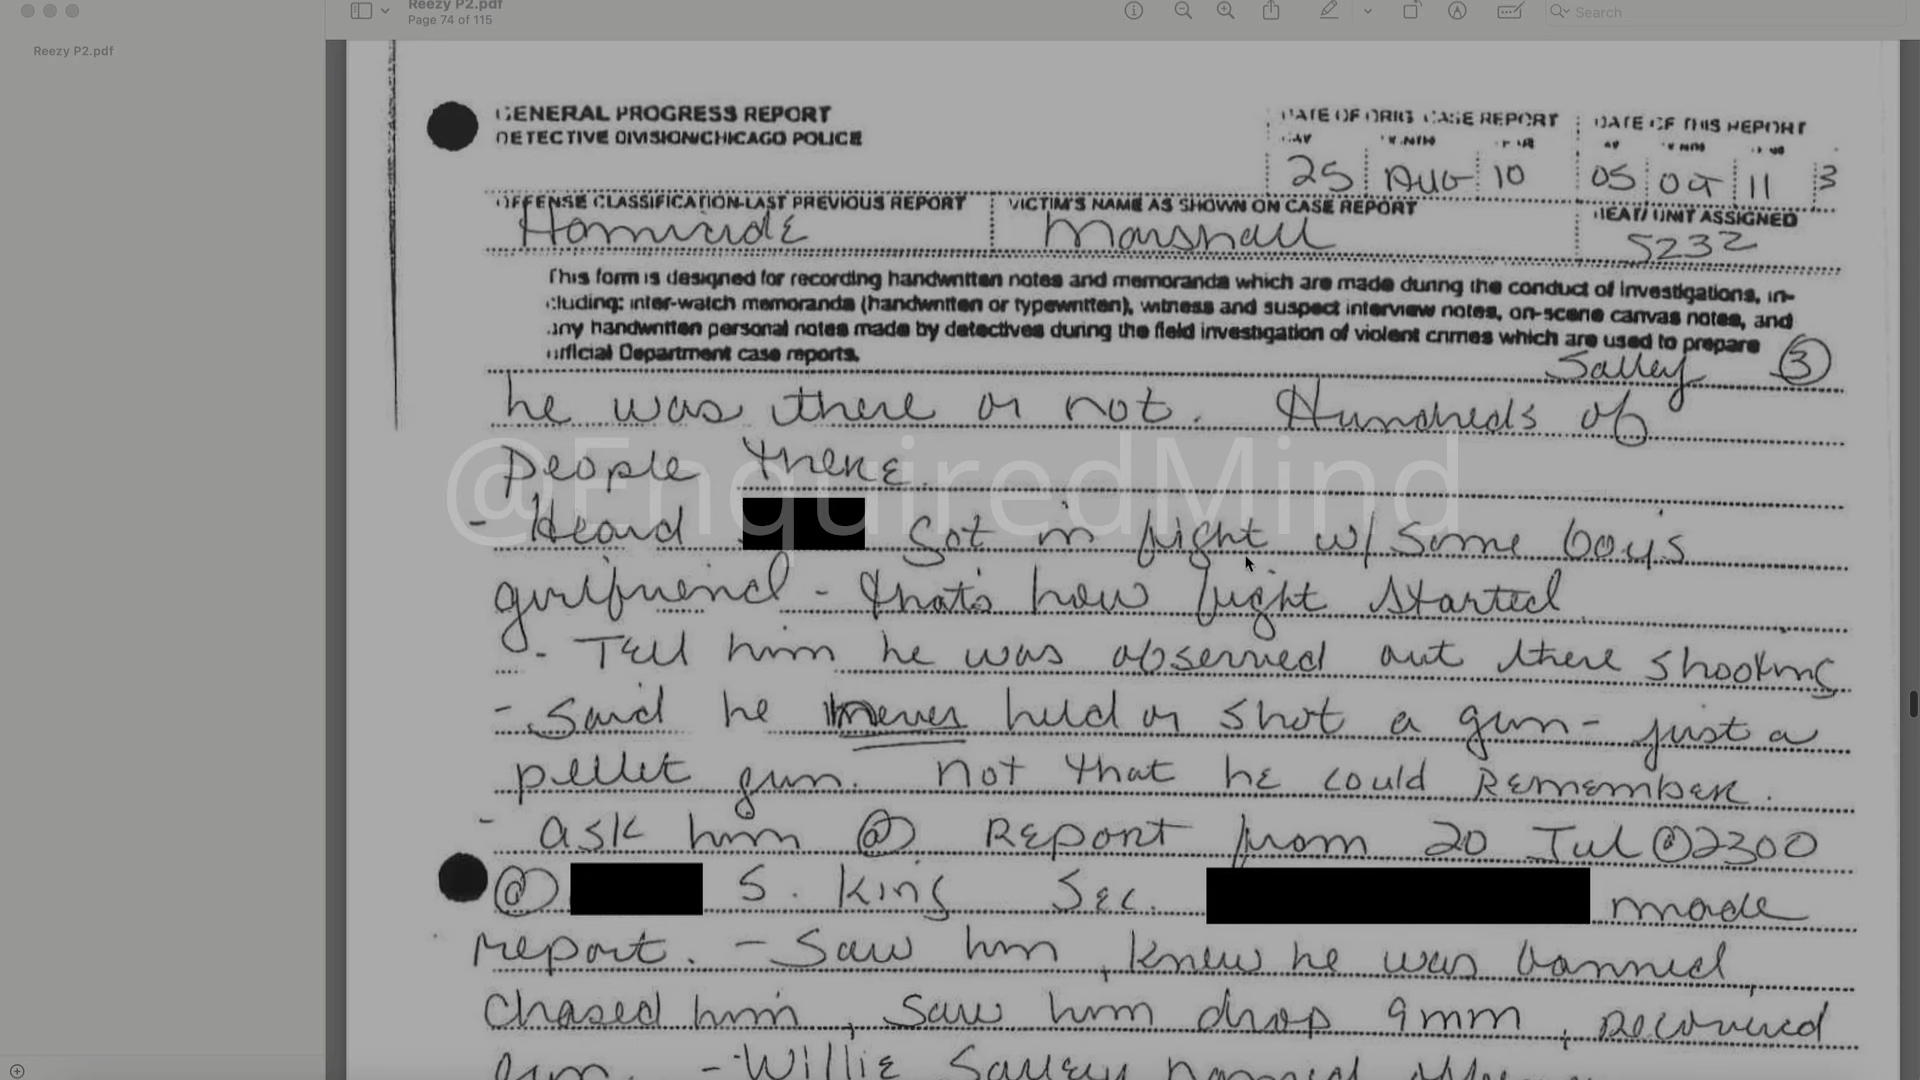 Reezy P2.pdf
Page 74 of 115
Search
Reezy P2.pdf
GENERAL PROGRESS REPORT
DETECTIVE DIVISION/CHICAGO POLICE
DATE OF ORIG CASE REPORT
DATE OF THIS REPORT
25 AUG 10
05 OCT 11 3
OFFENSE CLASSIFICATION-LAST PREVIOUS REPORT
VICTIM'S NAME AS SHOWN ON CASE REPORT
BEAT/ UNIT ASSIGNED
Homicide
Marshall
5232
This form is designed for recording handwritten notes and memoranda which are made during the conduct of investigations, in-
cluding: inter-watch memoranda (handwritten or typewritten), witness and suspect interview notes, on-scene canvas notes, and
any handwritten personal notes made by detectives during the field investigation of violent crimes which are used to prepare
official Department case reports.
Salley 3
he was there or not. Hundreds of
people there.
@EnquiredMind
- Heard got in fight w/ some boys
girlfriend - that's how fight started
- Tell him he was observed out there shooting
- Said he never held or shot a gun - just a
pellet gun. Not that he could Remember.
- ask him @ Report from 20 Jul @ 2300
@ S. King Sec. made
report. - Saw him, knew he was banned,
chased him, saw him drop 9mm, recovered
gun. - Willie Salley named